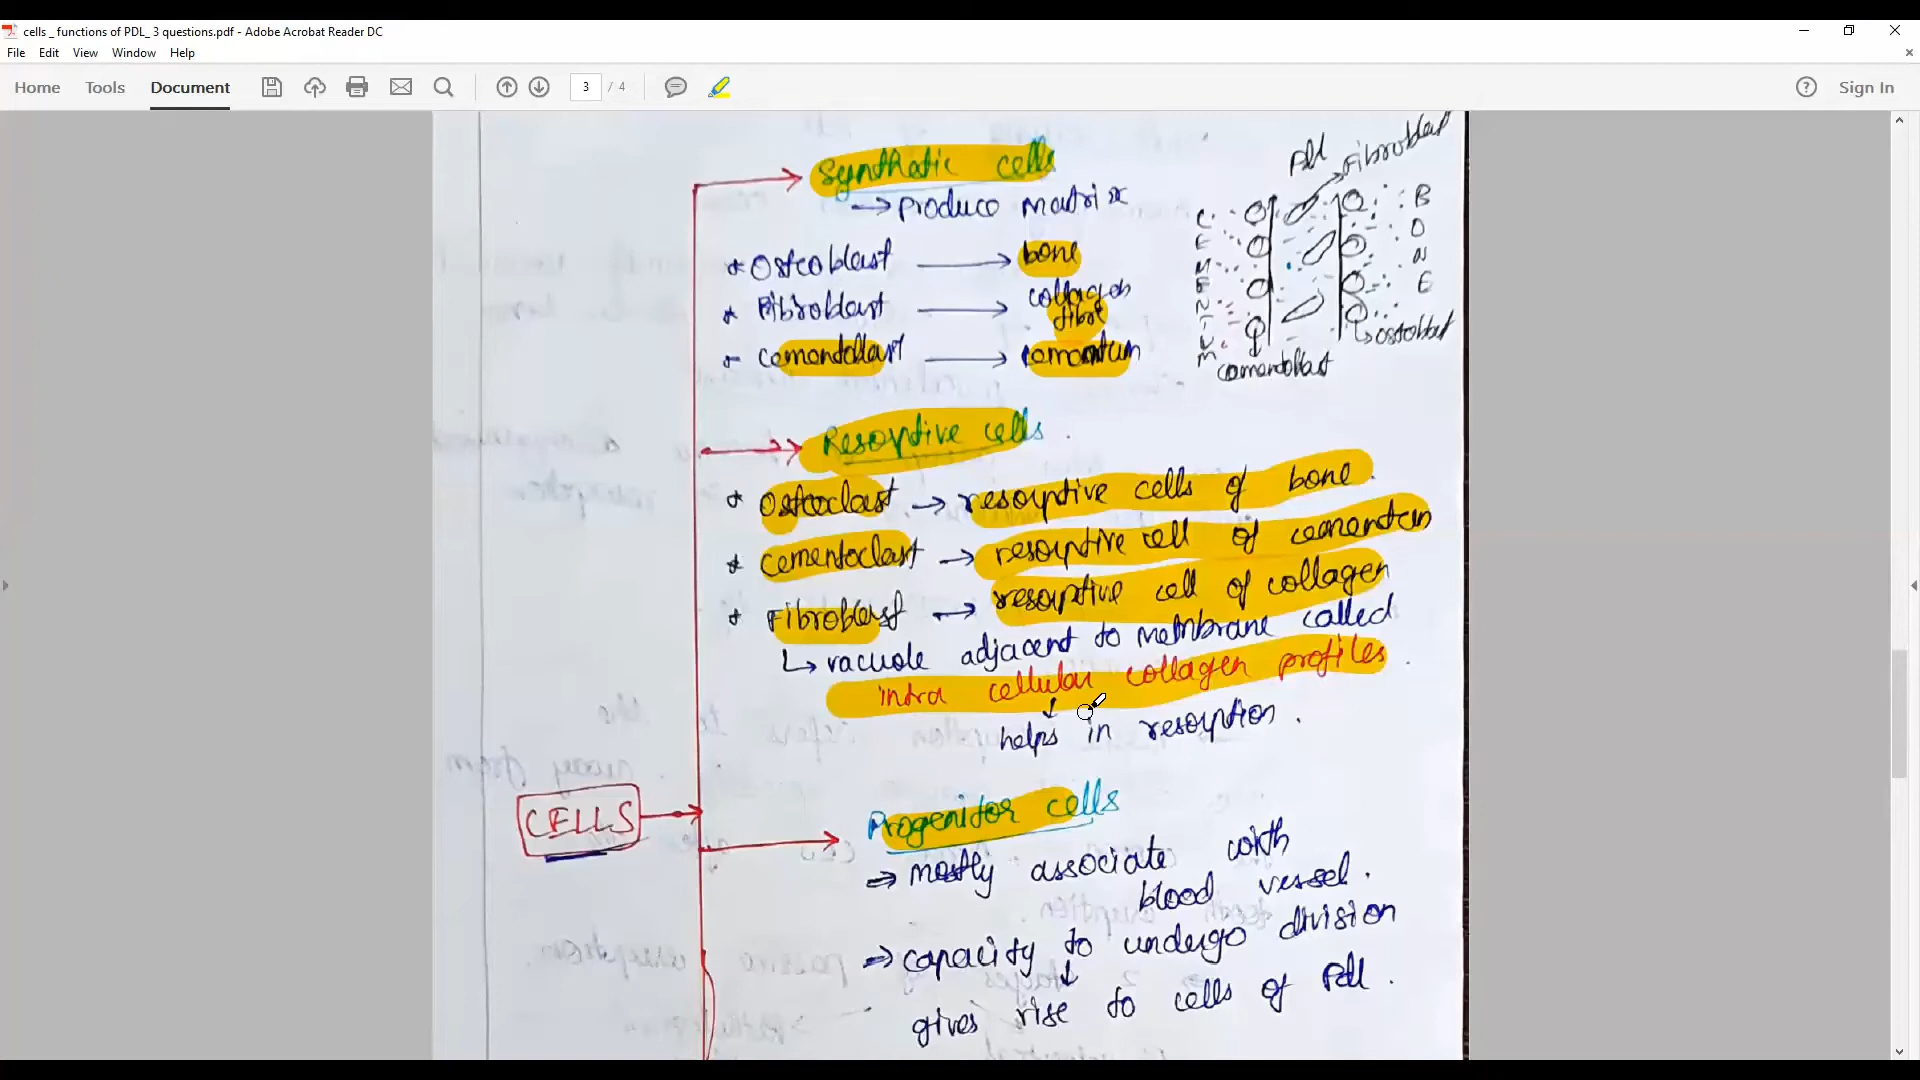 cells _ functions of PDL_ 3 questions.pdf - Adobe Acrobat Reader DC
File Edit View Window Help
Home Tools Document 3 / 4 Sign In
Synthetic cells
→ produce matrix
* Osteoblast → bone
* Fibroblast → collagen
fibre
- cementoblast → cementum
Pdl Fibroblast
CEMENTUM
BONE
osteoblast
cementoblast
Resorptive cells.
* Osteoclast → resorptive cells of bone.
* cementoclast → resorptive cell of cementum
* Fibroblast → resorptive cell of collagen
↳ vacuole adjacent to membrane called
intra cellular collagen profiles.
↓
helps in resorption.
CELLS
Progenitor cells
⇒ mostly associate with
blood vessel.
⇒ capacity to undergo division
↓
gives rise to cells of Pdl.